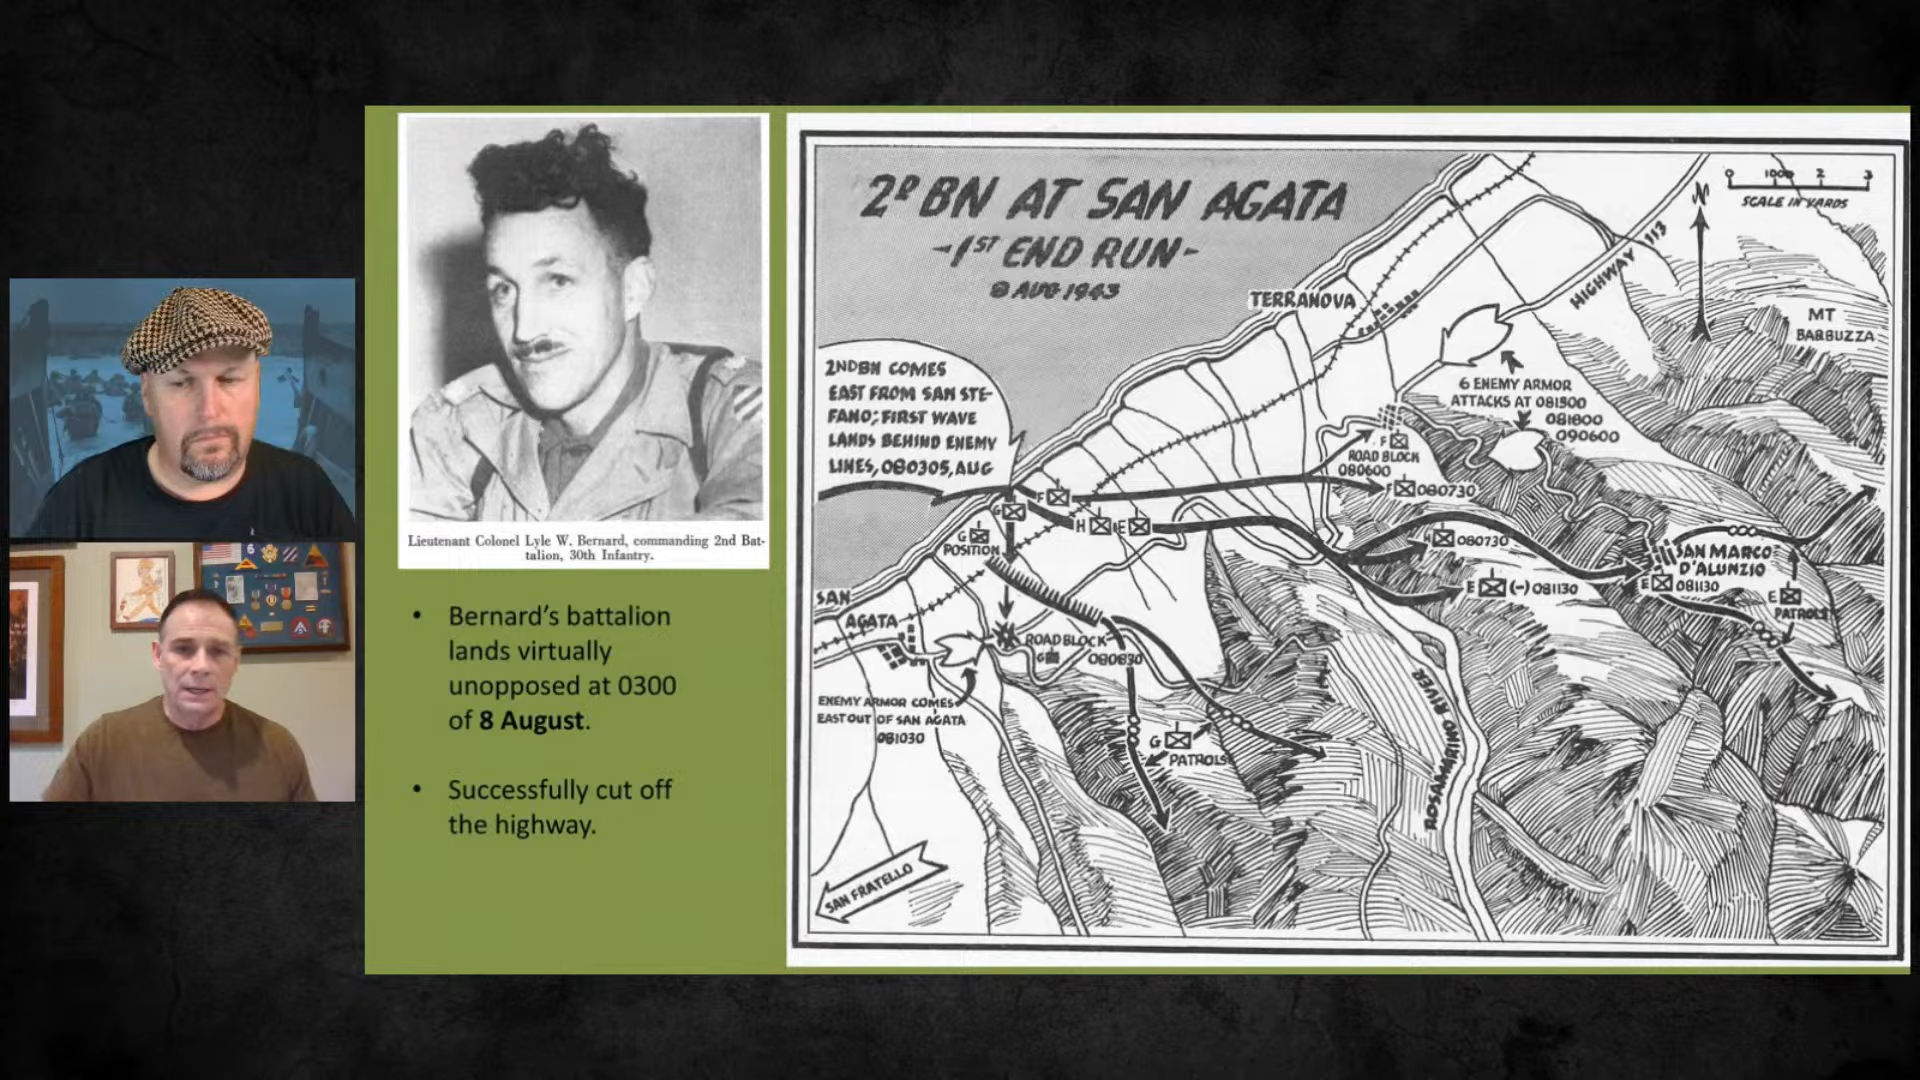 Lieutenant Colonel Lyle W. Bernard, commanding 2nd Bat-
talion, 30th Infantry.
• Bernard's battalion
lands virtually
unopposed at 0300
of 8 August.
• Successfully cut off
the highway.
2D BN AT SAN AGATA
-1ST END RUN-
8 AUG 1943
0 1000 2 3
SCALE IN YARDS
N
HIGHWAY 113
TERRANOVA
MT
BARBUZZA
2ND BN COMES
EAST FROM SAN STE-
FANO; FIRST WAVE
LANDS BEHIND ENEMY
LINES, 080305, AUG
6 ENEMY ARMOR
ATTACKS AT 081500
081800
090600
F
ROAD BLOCK
080600
F 080730
F
G
H E
G
POSITION
H 080730
SAN MARCO
D'ALUNZIO
E 081130
E (-) 081130
E
PATROLS
SAN
AGATA
ROAD BLOCK
G 080830
ENEMY ARMOR COMES
EAST OUT OF SAN AGATA
081030
G
PATROLS
ROSAMARINO RIVER
SAN FRATELLO